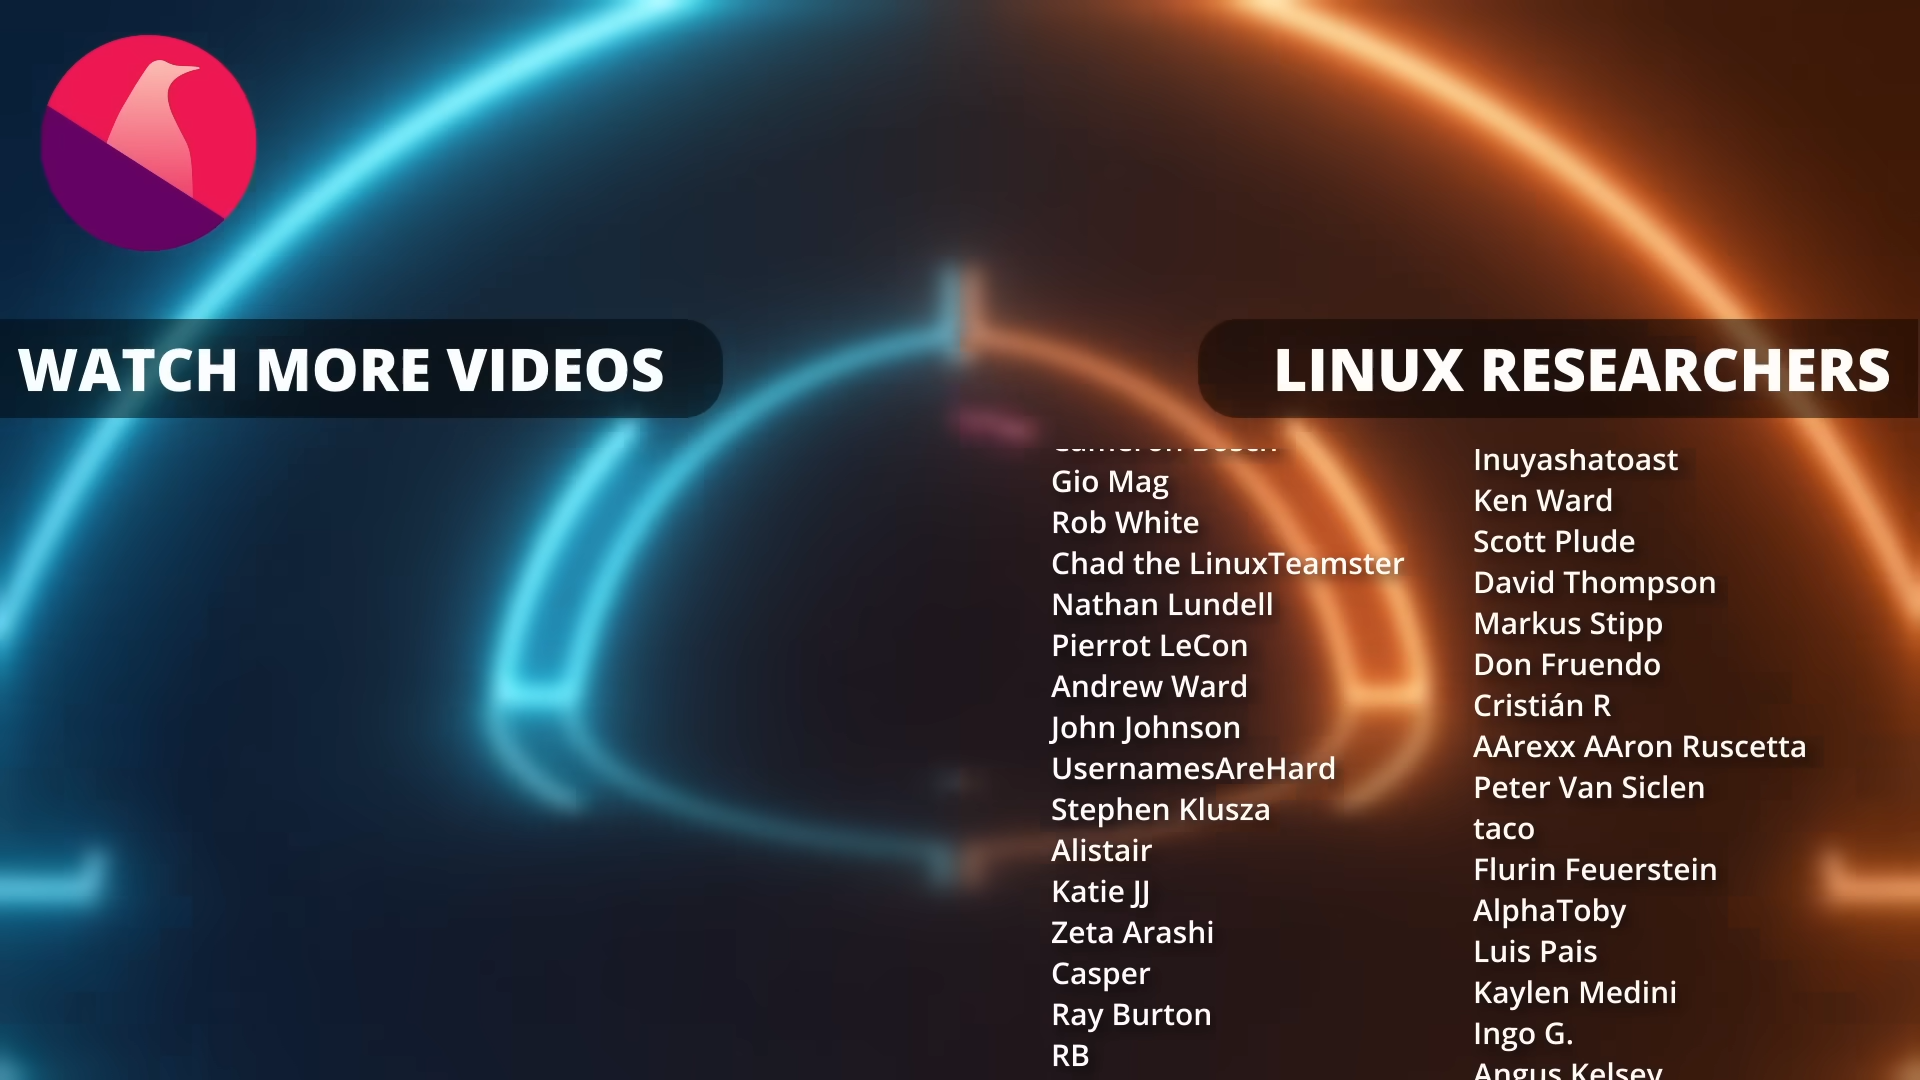 WATCH MORE VIDEOS
LINUX RESEARCHERS
Gio Mag
Rob White
Chad the LinuxTeamster
Nathan Lundell
Pierrot LeCon
Andrew Ward
John Johnson
UsernamesAreHard
Stephen Klusza
Alistair
Katie JJ
Zeta Arashi
Casper
Ray Burton
RB
Inuyashatoast
Ken Ward
Scott Plude
David Thompson
Markus Stipp
Don Fruendo
Cristián R
AArexx AAron Ruscetta
Peter Van Siclen
taco
Flurin Feuerstein
AlphaToby
Luis Pais
Kaylen Medini
Ingo G.
Angus Kelsey